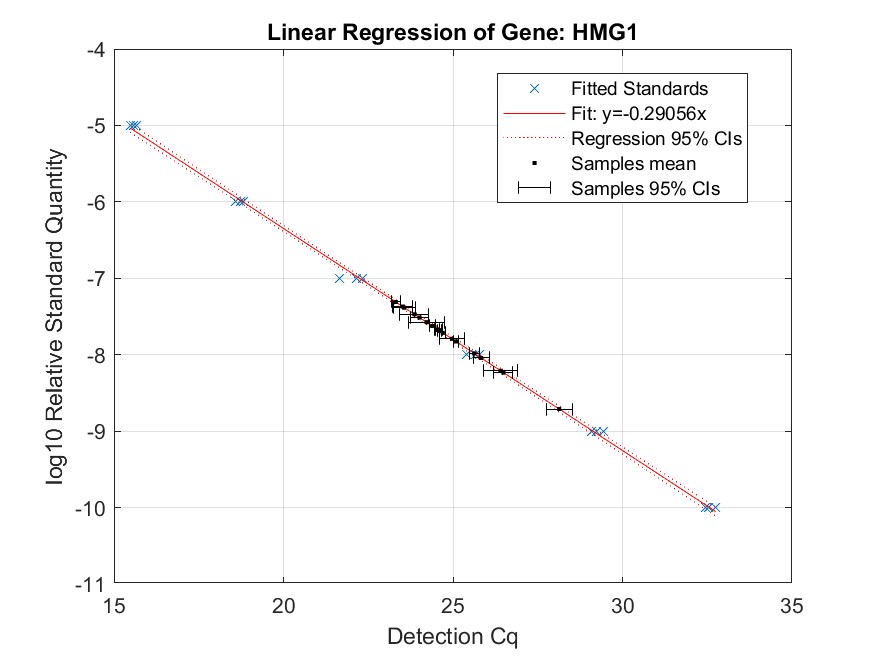 Linear Regression of Gene: HMG1
-4
-5
-6
-7
-8
-9
-10
-11
log10 Relative Standard Quantity
Fitted Standards
Fit: y=-0.29056x
Regression 95% CIs
Samples mean
Samples 95% CIs
15
20
25
30
35
Detection Cq